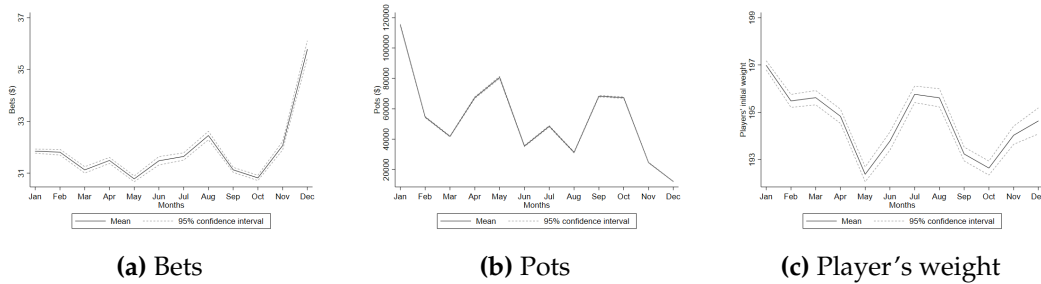 37
35
33
31
Bets ($)
Jan Feb Mar Apr May Jun Jul Aug Sep Oct Nov Dec
Months
Mean 95% confidence interval
(a) Bets
120000
100000
80000
60000
40000
20000
Pots ($)
Jan Feb Mar Apr May Jun Jul Aug Sep Oct Nov Dec
Months
Mean 95% confidence interval
(b) Pots
199
197
195
193
Players' initial weight
Jan Feb Mar Apr May Jun Jul Aug Sep Oct Nov Dec
Months
Mean 95% confidence interval
(c) Player's weight